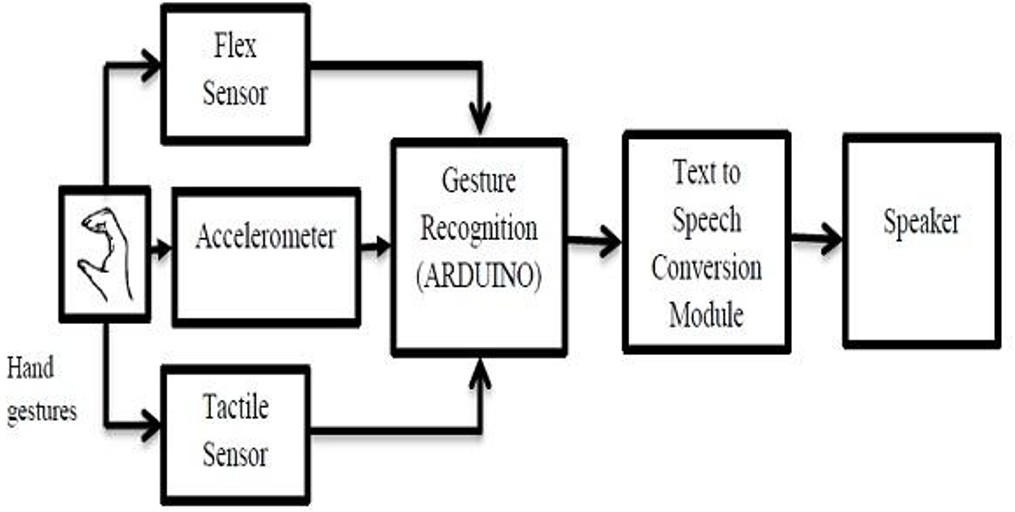 Flex
Sensor
Accelerometer
Hand
gestures
Tactile
Sensor
Gesture
Recognition
(ARDUINO)
Text to
Speech
Conversion
Module
Speaker